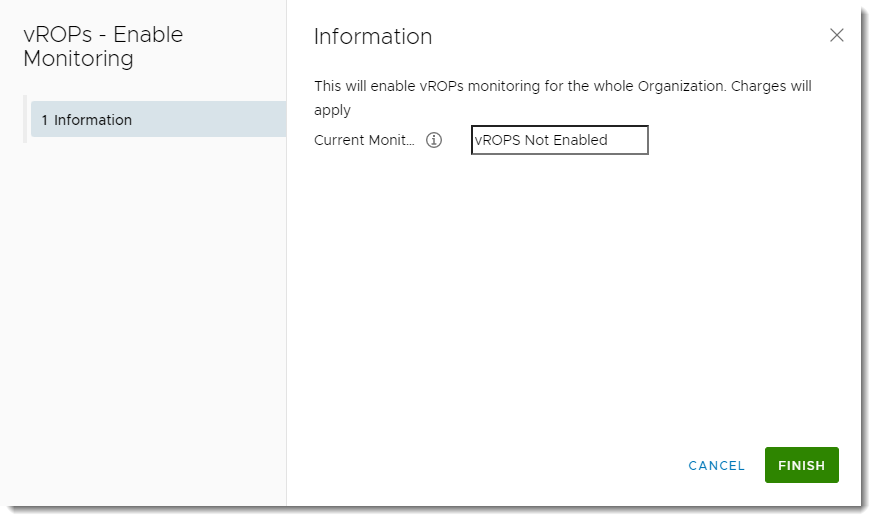 vROPs - Enable
Monitoring
1 Information
Information
This will enable vROPs monitoring for the whole Organization. Charges will
apply
Current Monit...
vROPS Not Enabled
CANCEL
FINISH